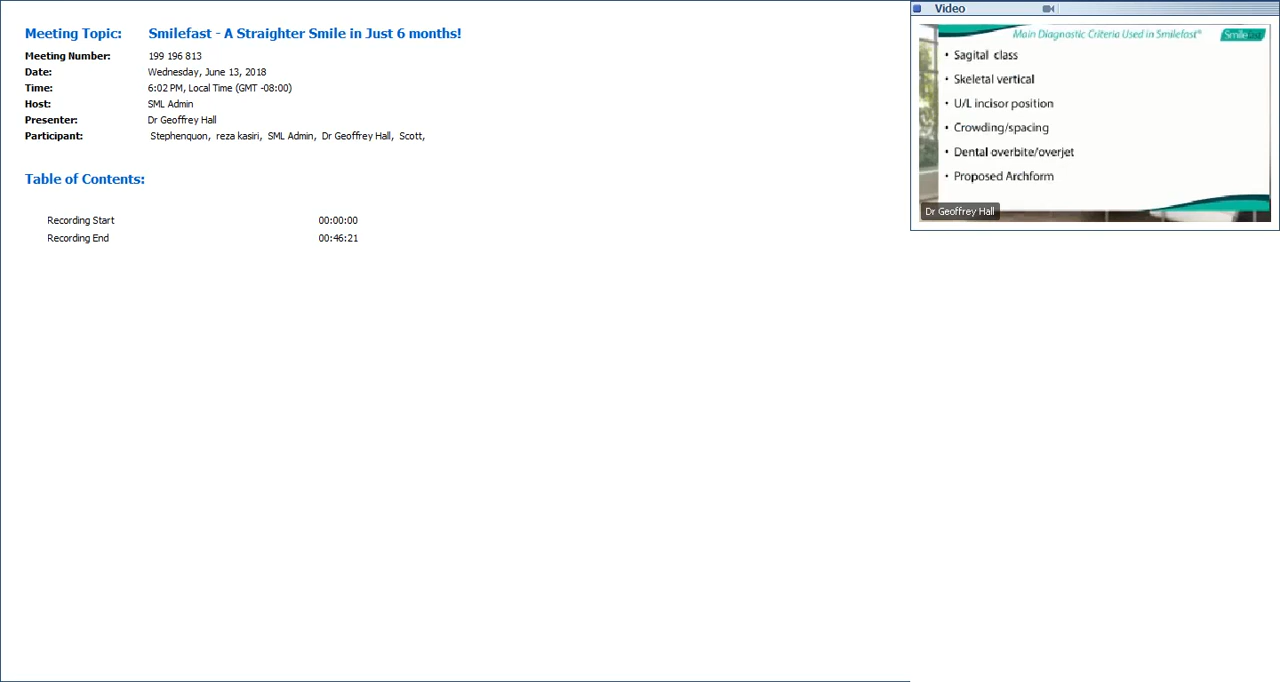 Meeting Topic: Smilefast - A Straighter Smile in Just 6 months!
Meeting Number: 199 196 813
Date: Wednesday, June 13, 2018
Time: 6:02 PM, Local Time (GMT -08:00)
Host: SML Admin
Presenter: Dr Geoffrey Hall
Participant: Stephenquon, reza kasiri, SML Admin, Dr Geoffrey Hall, Scott,
Table of Contents:
Recording Start 00:00:00
Recording End 00:46:21
Video
Main Diagnostic Criteria Used in Smilefast®
Smilefast
• Sagital class
• Skeletal vertical
• U/L incisor position
• Crowding/spacing
• Dental overbite/overjet
• Proposed Archform
Dr Geoffrey Hall